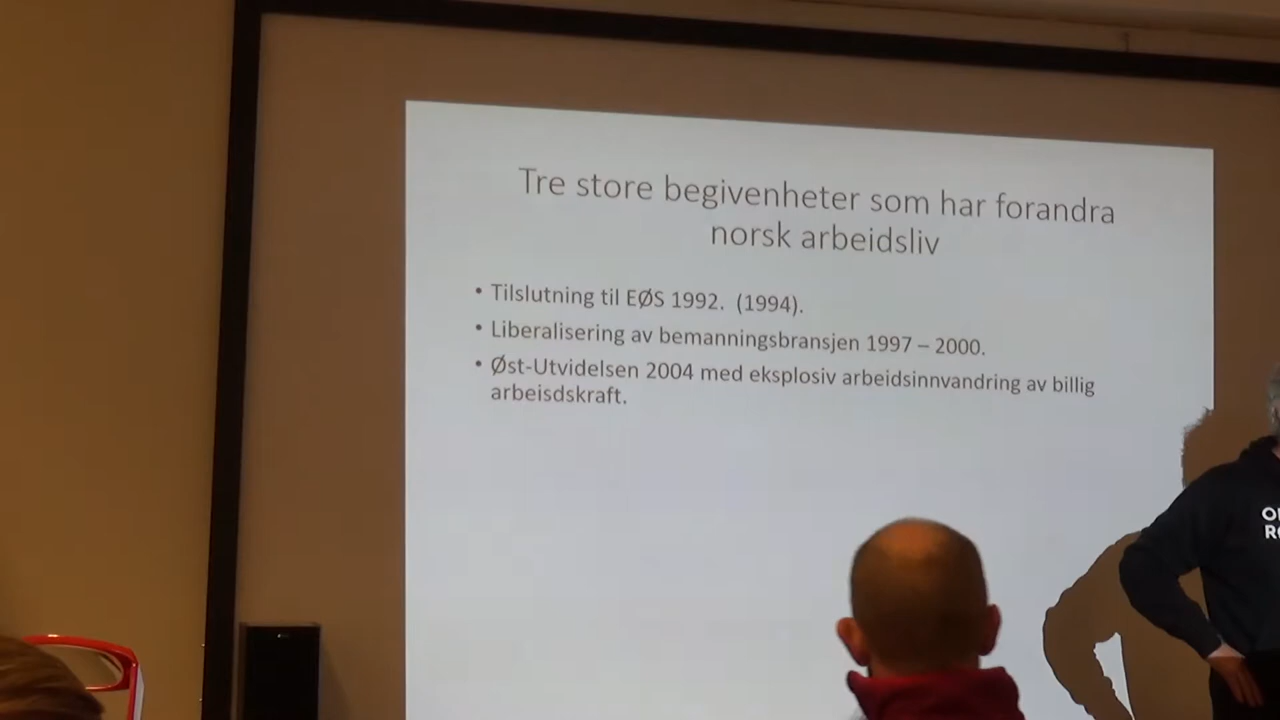 Tre store begivenheter som har forandra
norsk arbeidsliv
• Tilslutning til EØS 1992.  (1994).
• Liberalisering av bemanningsbransjen 1997 – 2000.
• Øst-Utvidelsen 2004 med eksplosiv arbeidsinnvandring av billig
arbeisdskraft.